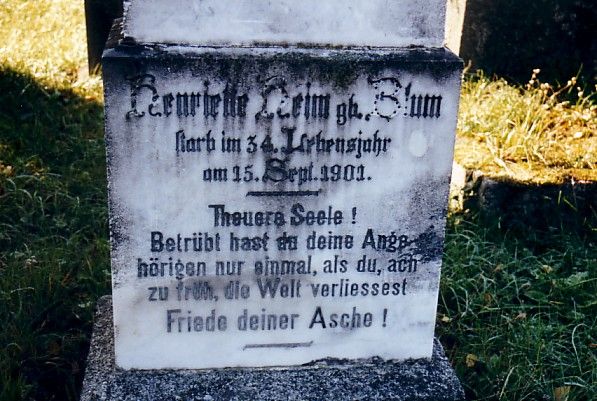 Henriette Heim gb. Blum
starb im 34. Lebensjahr
am 15. Sept. 1901.
Theuere Seele !
Betrübt hast du deine Ange-
hörigen nur einmal, als du, ach
zu früh, die Welt verliessest
Friede deiner Asche !